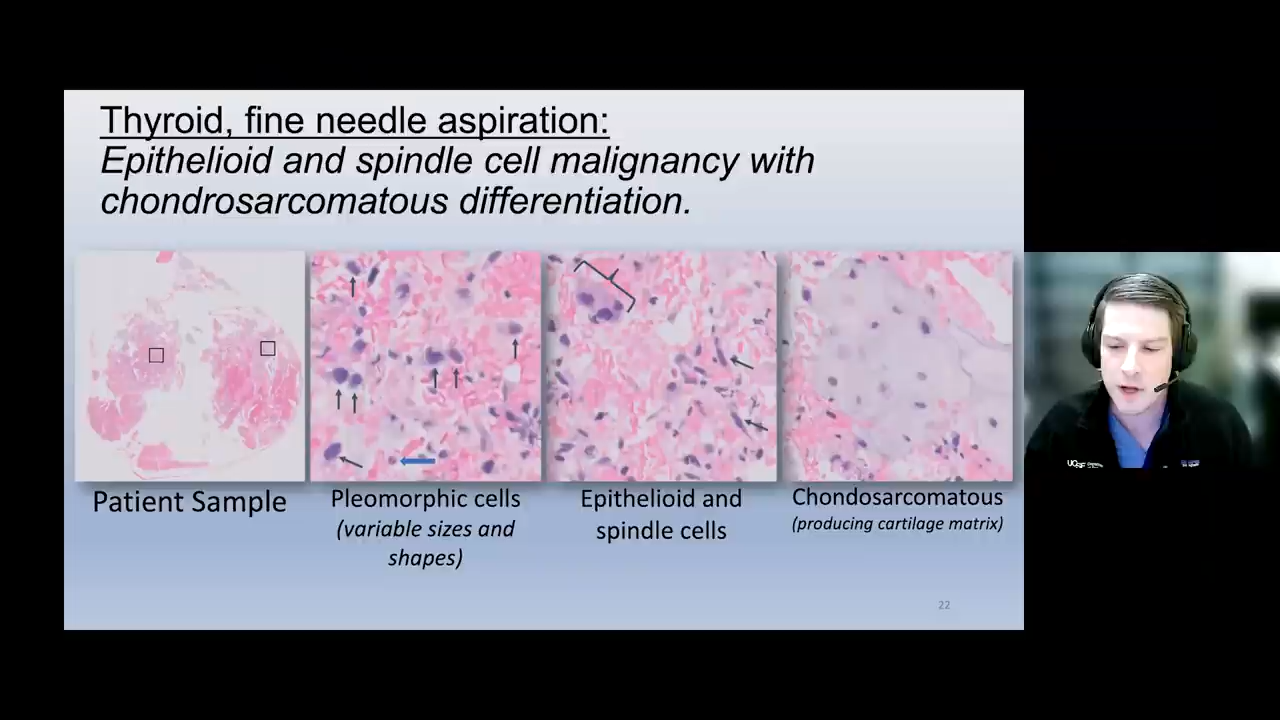 Thyroid, fine needle aspiration:
Epithelioid and spindle cell malignancy with
chondrosarcomatous differentiation.
Patient Sample
Pleomorphic cells
(variable sizes and
shapes)
Epithelioid and
spindle cells
Chondosarcomatous
(producing cartilage matrix)
22
UCSF